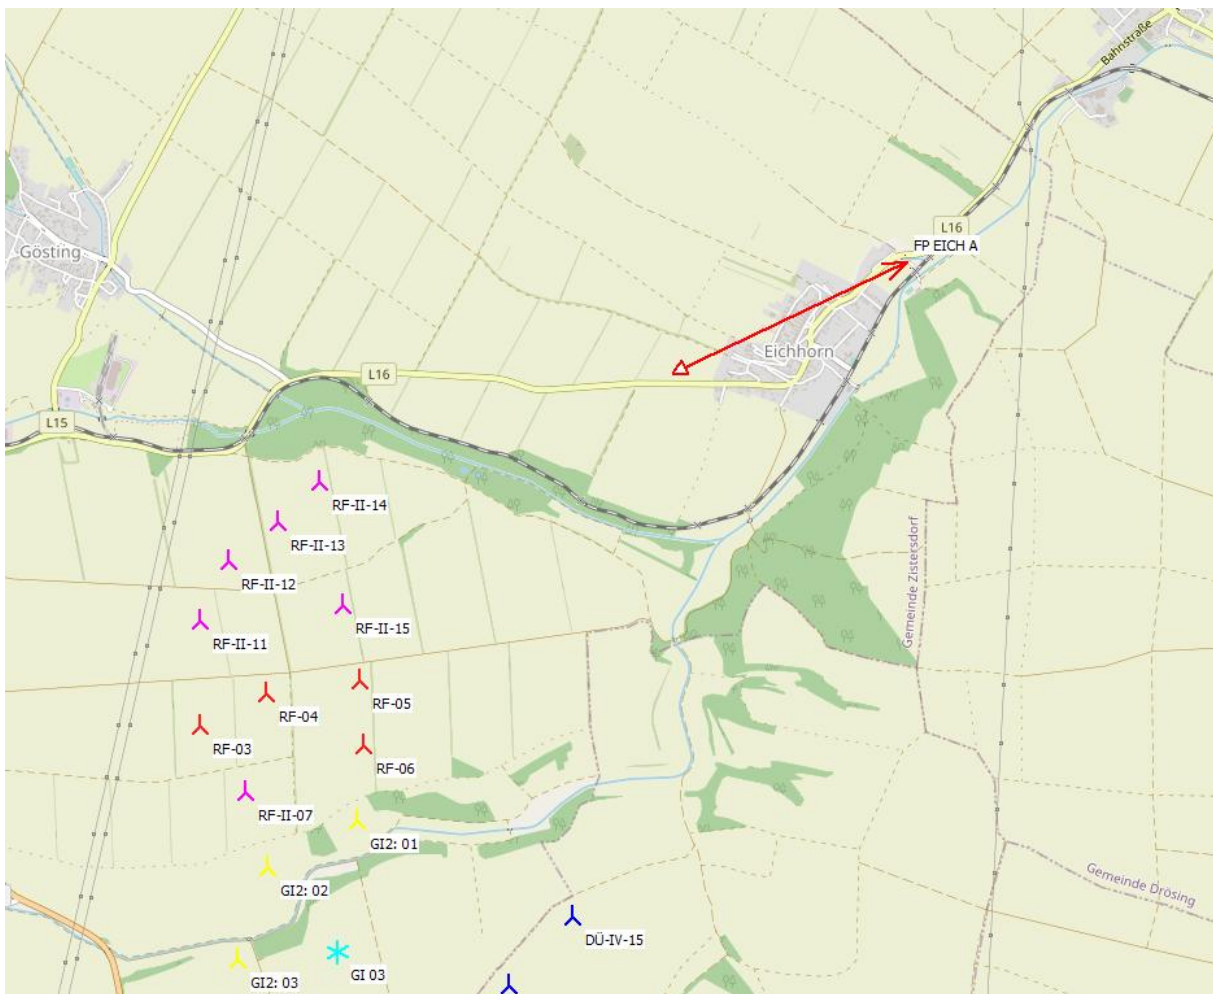 Bahnstraße
L16
FP EICH A
Gösting
Eichhorn
L16
L15
RF-II-14
RF-II-13
Gemeinde Zistersdorf
RF-II-12
RF-II-15
RF-II-11
RF-05
RF-04
RF-03
RF-06
RF-II-07
GI2: 01
Gemeinde Drösing
GI2: 02
DÜ-IV-15
GI 03
GI2: 03